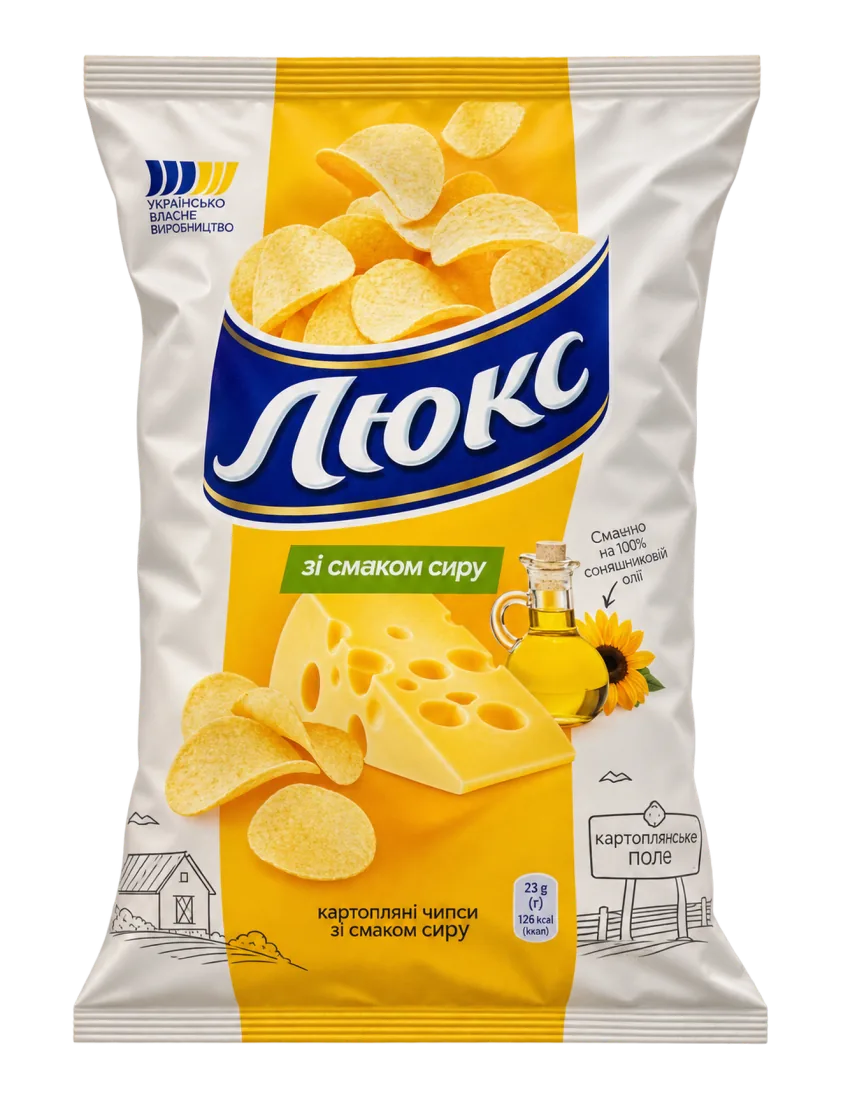 УКРАЇНСЬКО
ВЛАСНЕ
ВИРОБНИЦТВО
Люкс
зі смаком сиру
Смачно
на 100%
соняшниковій
олії
картоплянське
поле
23 g
(г)
126 kcal
(ккал)
картопляні чипси
зі смаком сиру